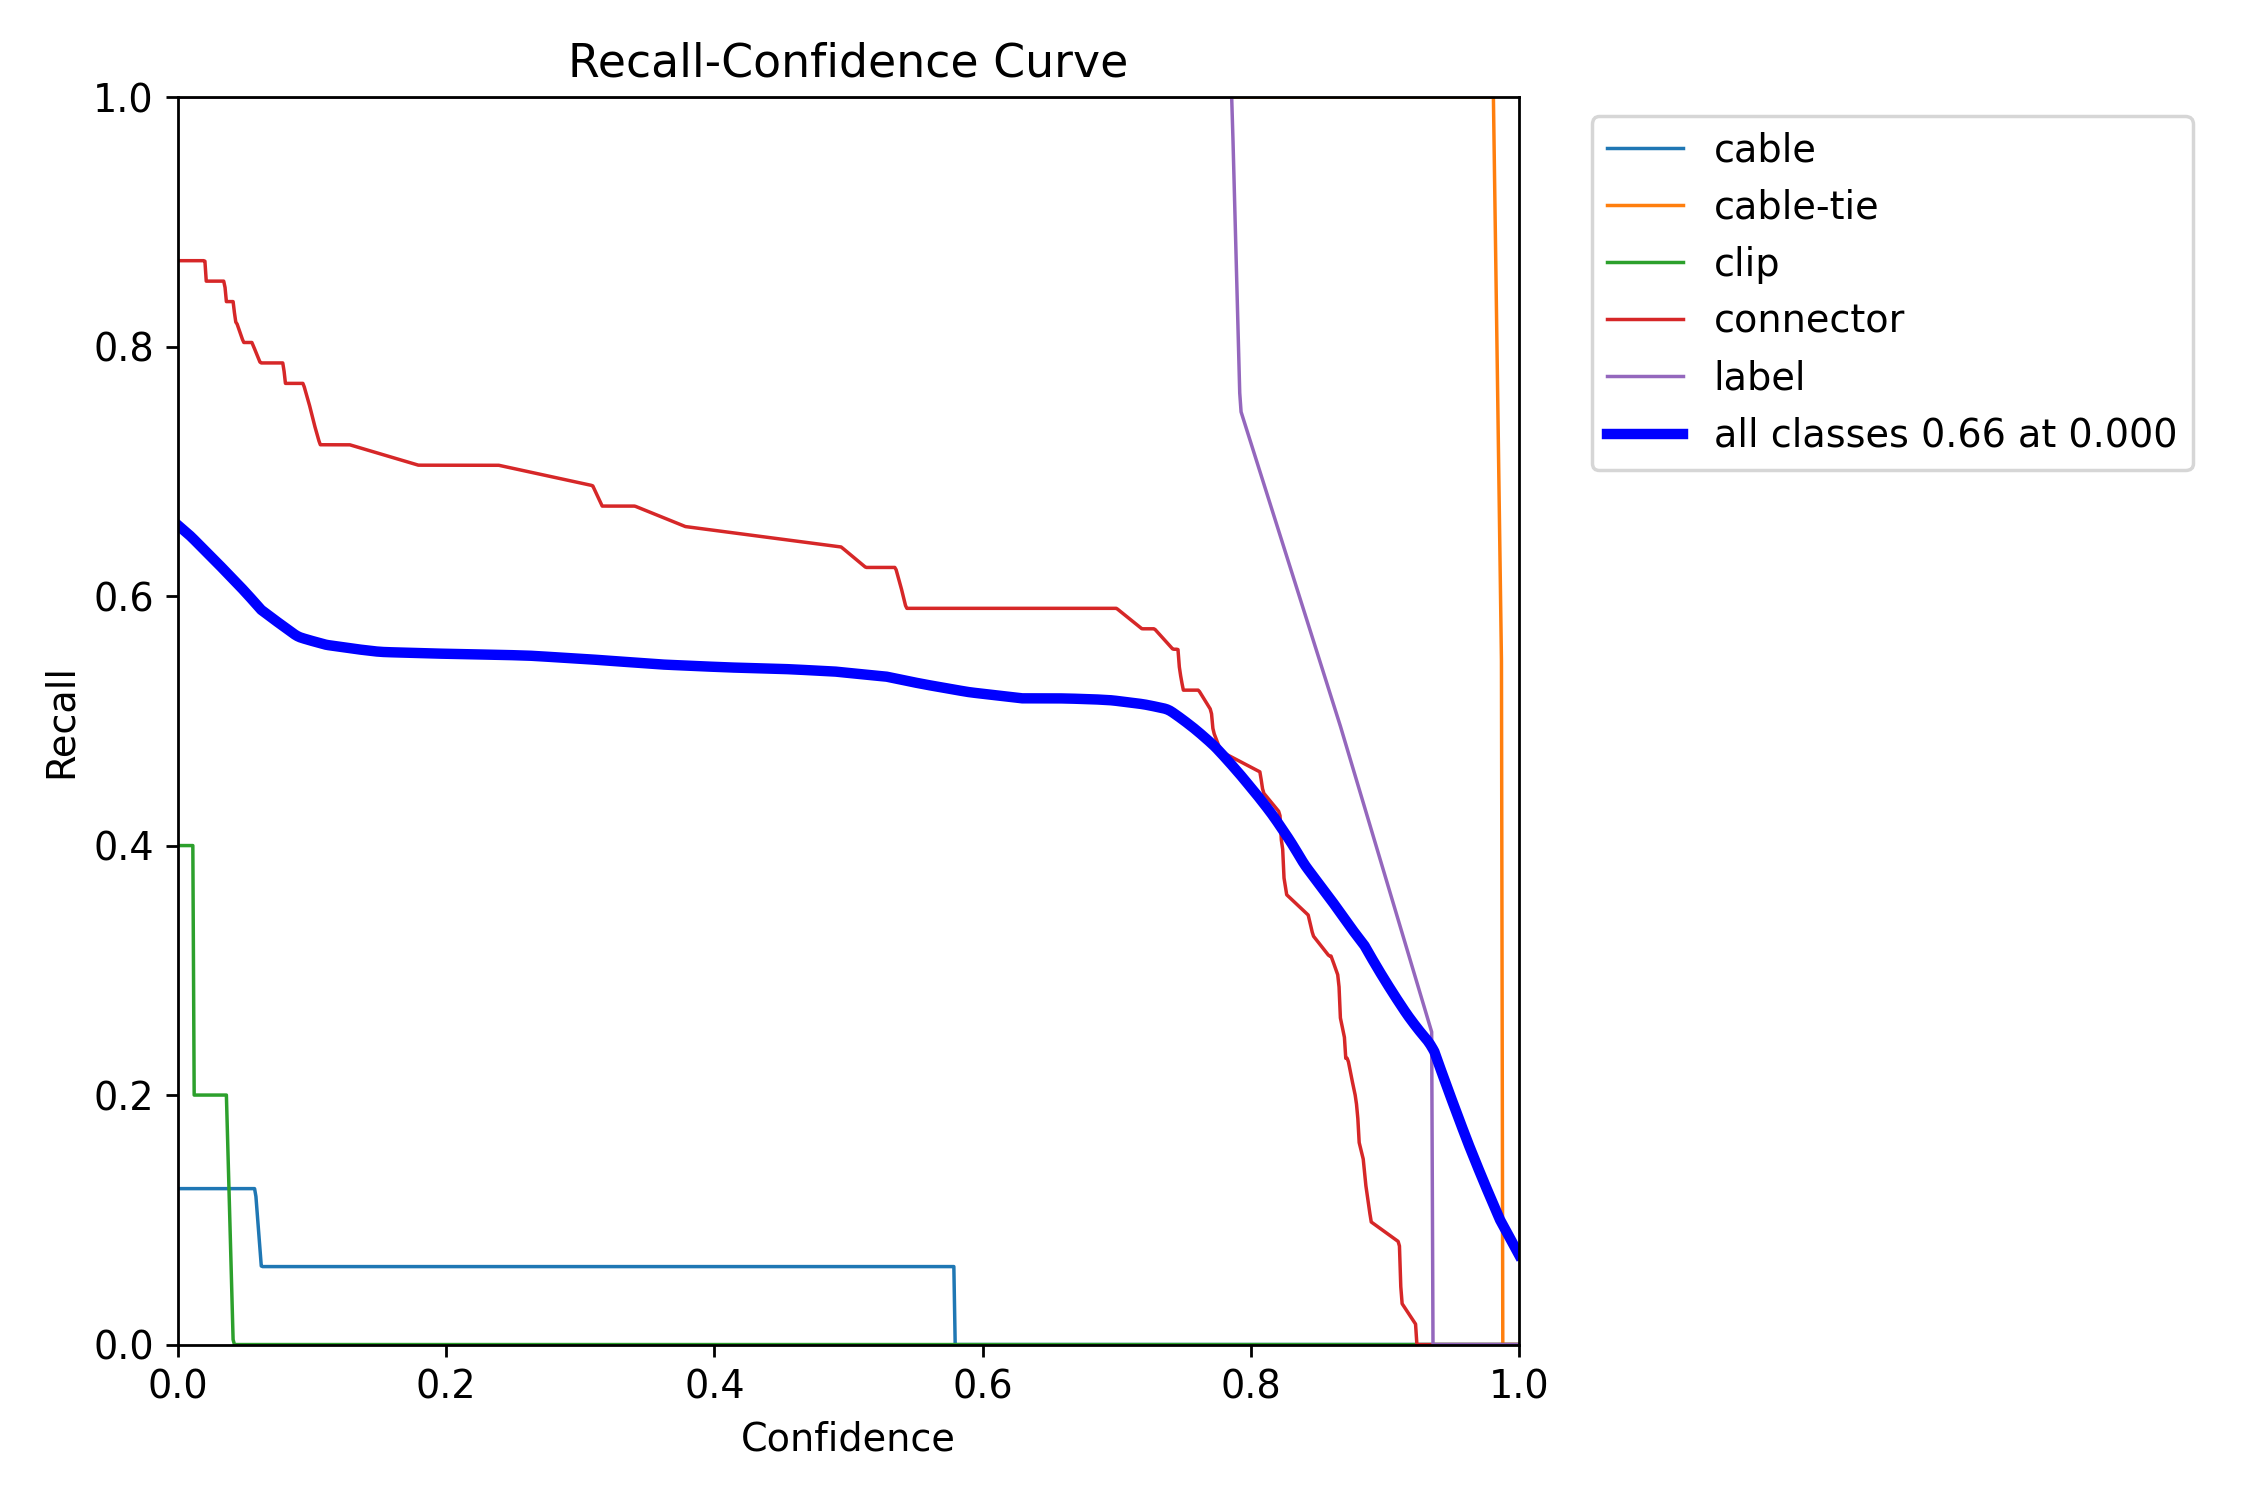 Recall-Confidence Curve
1.0
0.8
0.6
0.4
0.2
0.0
Recall
0.0 0.2 0.4 0.6 0.8 1.0
Confidence
cable
cable-tie
clip
connector
label
all classes 0.66 at 0.000